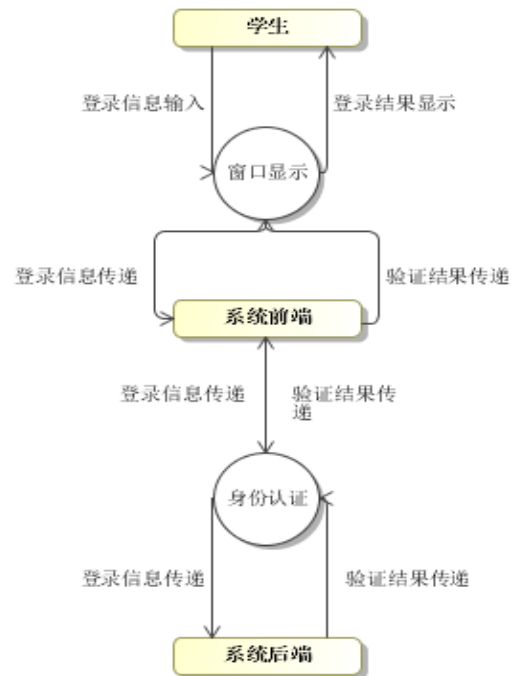 学生
登录信息输入
登录结果显示
窗口显示
登录信息传递
验证结果传递
系统前端
登录信息传递
验证结果传
递
身份认证
登录信息传递
验证结果传递
系统后端